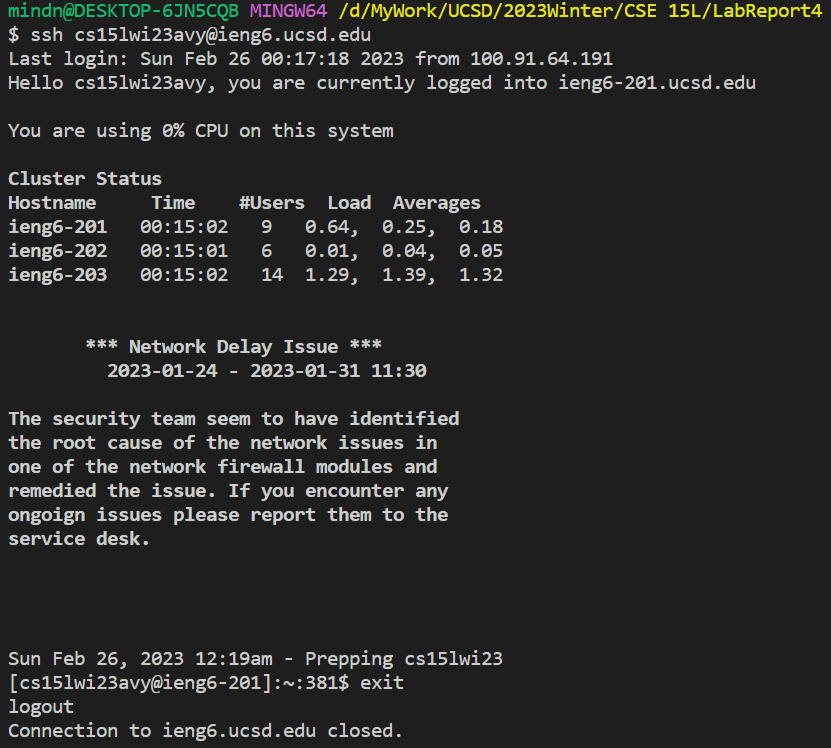 mindn@DESKTOP-6JN5CQB MINGW64 /d/MyWork/UCSD/2023Winter/CSE 15L/LabReport4
$ ssh cs15lwi23avy@ieng6.ucsd.edu
Last login: Sun Feb 26 00:17:18 2023 from 100.91.64.191
Hello cs15lwi23avy, you are currently logged into ieng6-201.ucsd.edu

You are using 0% CPU on this system

Cluster Status
Hostname     Time    #Users  Load  Averages
ieng6-201   00:15:02   9   0.64,  0.25,  0.18
ieng6-202   00:15:01   6   0.01,  0.04,  0.05
ieng6-203   00:15:02   14  1.29,  1.39,  1.32

*** Network Delay Issue ***
2023-01-24 - 2023-01-31 11:30

The security team seem to have identified
the root cause of the network issues in
one of the network firewall modules and
remedied the issue. If you encounter any
ongoign issues please report them to the
service desk.

Sun Feb 26, 2023 12:19am - Prepping cs15lwi23
[cs15lwi23avy@ieng6-201]:~:381$ exit
logout
Connection to ieng6.ucsd.edu closed.